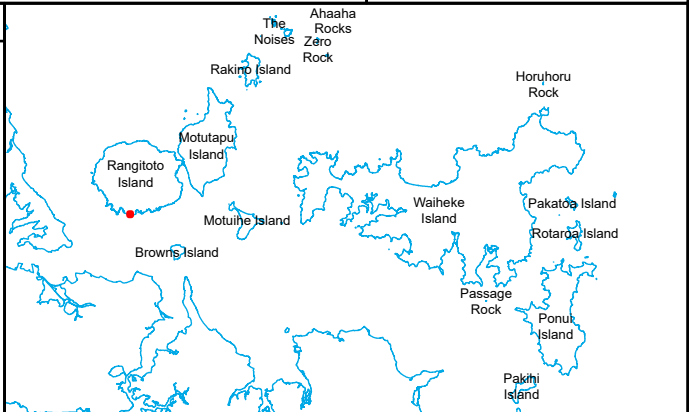 The
Noises
Ahaaha
Rocks
Zero
Rock
Rakino Island
Horuhoru
Rock
Motutapu
Island
Rangitoto
Island
Waiheke
Island
Pakatoa Island
Motuihe Island
Rotaroa Island
Browns Island
Passage
Rock
Ponui
Island
Pakihi
Island